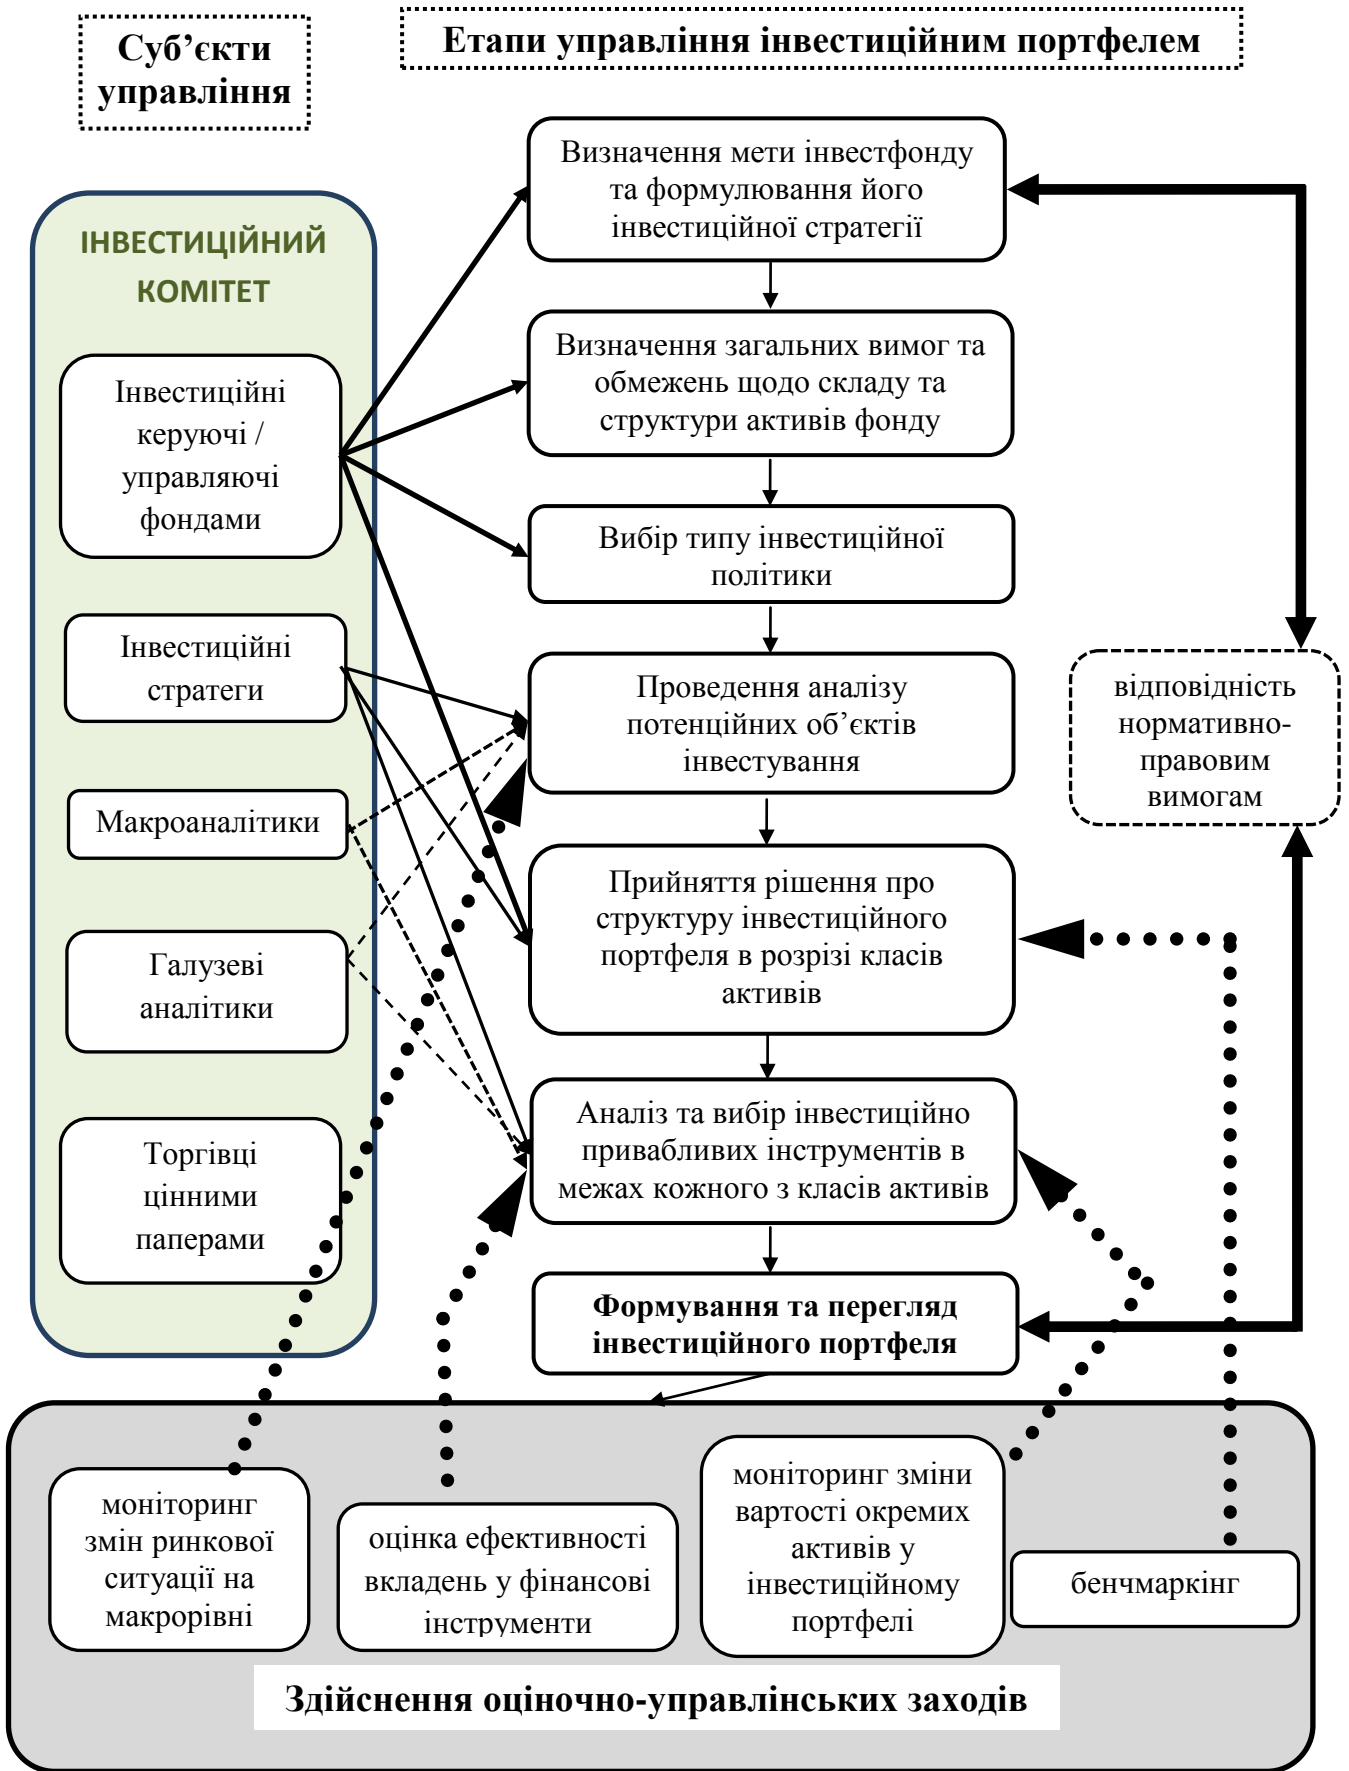 Суб’єкти
управління
Етапи управління інвестиційним портфелем
ІНВЕСТИЦІЙНИЙ
КОМІТЕТ
Інвестиційні
керуючі /
управляючі
фондами
Інвестиційні
стратеги
Макроаналітики
Галузеві
аналітики
Торгівці
цінними
паперами
Визначення мети інвестфонду
та формулювання його
інвестиційної стратегії
Визначення загальних вимог та
обмежень щодо складу та
структури активів фонду
Вибір типу інвестиційної
політики
Проведення аналізу
потенційних об’єктів
інвестування
Прийняття рішення про
структуру інвестиційного
портфеля в розрізі класів
активів
Аналіз та вибір інвестиційно
привабливих інструментів в
межах кожного з класів активів
Формування та перегляд
інвестиційного портфеля
відповідність
нормативно-
правовим
вимогам
моніторинг
змін ринкової
ситуації на
макрорівні
оцінка ефективності
вкладень у фінансові
інструменти
моніторинг зміни
вартості окремих
активів у
інвестиційному
портфелі
бенчмаркінг
Здійснення оціночно-управлінських заходів